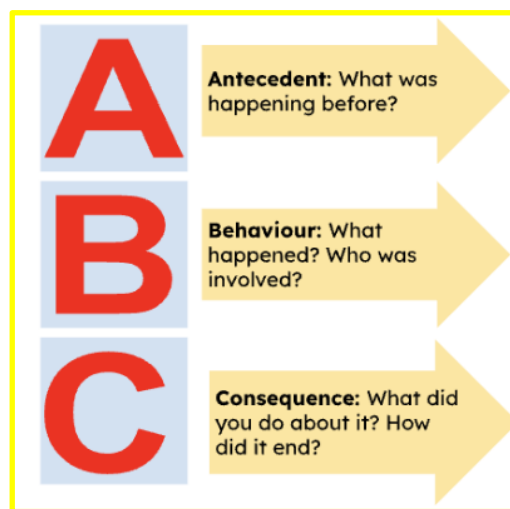 A
Antecedent: What was
happening before?
B
Behaviour: What
happened? Who was
involved?
C
Consequence: What did
you do about it? How
did it end?